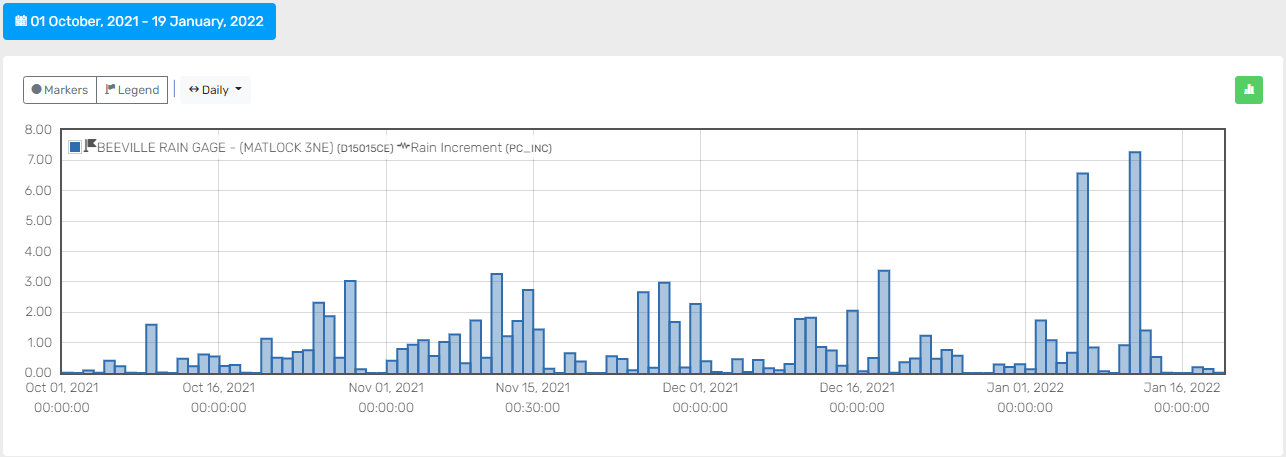 01 October, 2021 - 19 January, 2022
Markers Legend Daily
8.00
BEEVILLE RAIN GAGE - (MATLOCK 3NE) (D15015CE) Rain Increment (PC_INC)
7.00
6.00
5.00
4.00
3.00
2.00
1.00
0.00
Oct 01, 2021 Oct 16, 2021 Nov 01, 2021 Nov 15, 2021 Dec 01, 2021 Dec 16, 2021 Jan 01, 2022 Jan 16, 2022
00:00:00 00:00:00 00:00:00 00:30:00 00:00:00 00:00:00 00:00:00 00:00:00